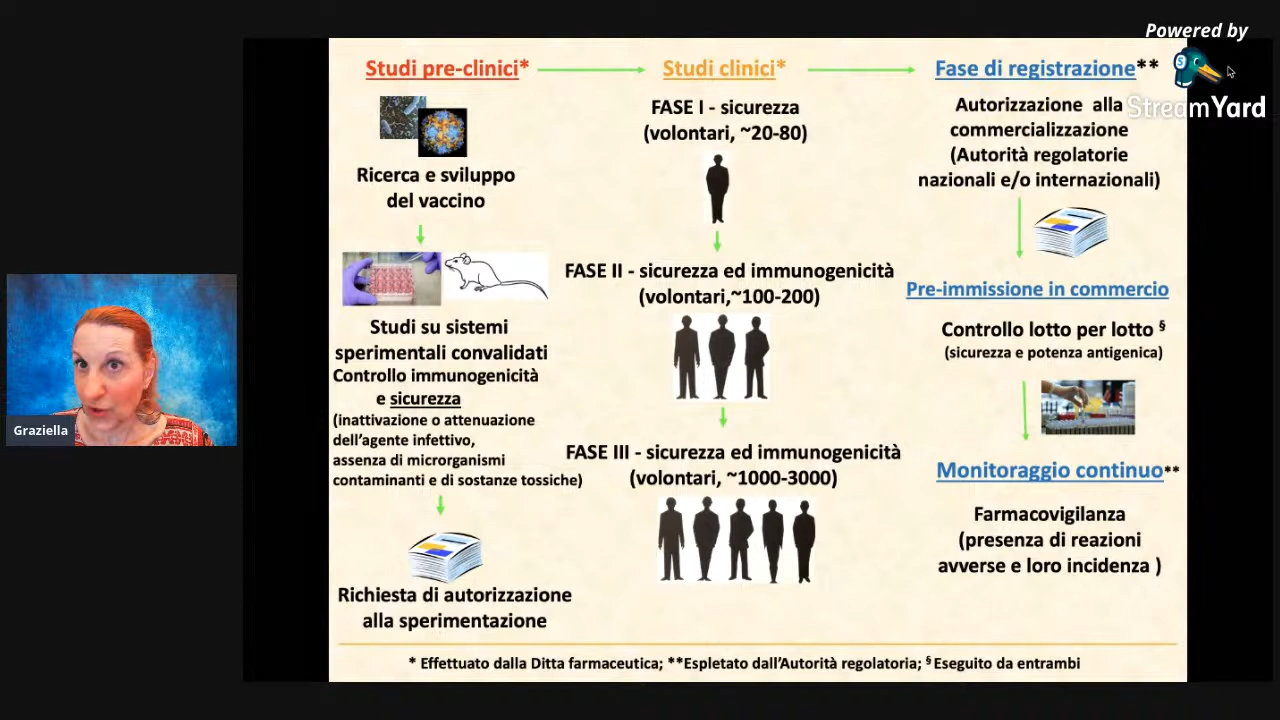 Powered by
StreamYard
Studi pre-clinici*
Ricerca e sviluppo
del vaccino
Studi su sistemi
sperimentali convalidati
Controllo immunogenicità
e sicurezza
(inattivazione o attenuazione
dell'agente infettivo,
assenza di microrganismi
contaminanti e di sostanze tossiche)
Richiesta di autorizzazione
alla sperimentazione
Studi clinici*
FASE I - sicurezza
(volontari, ~20-80)
FASE II - sicurezza ed immunogenicità
(volontari,~100-200)
FASE III - sicurezza ed immunogenicità
(volontari, ~1000-3000)
Fase di registrazione**
Autorizzazione alla
commercializzazione
(Autorità regolatorie
nazionali e/o internazionali)
Pre-immissione in commercio
Controllo lotto per lotto §
(sicurezza e potenza antigenica)
Monitoraggio continuo**
Farmacovigilanza
(presenza di reazioni
avverse e loro incidenza )
* Effettuato dalla Ditta farmaceutica; **Espletato dall'Autorità regolatoria; § Eseguito da entrambi
Graziella